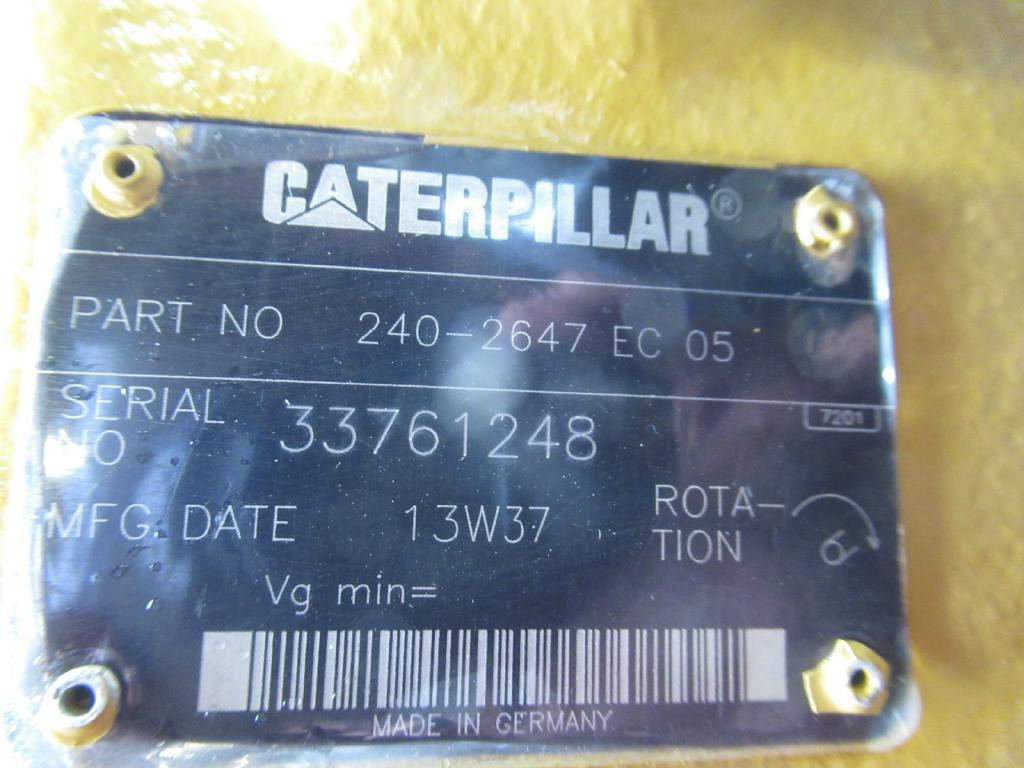 CATERPILLAR®
PART NO 240-2647 EC 05
SERIAL NO 33761248
7201
MFG. DATE 13W37
ROTA-
TION
Vg min=
MADE IN GERMANY